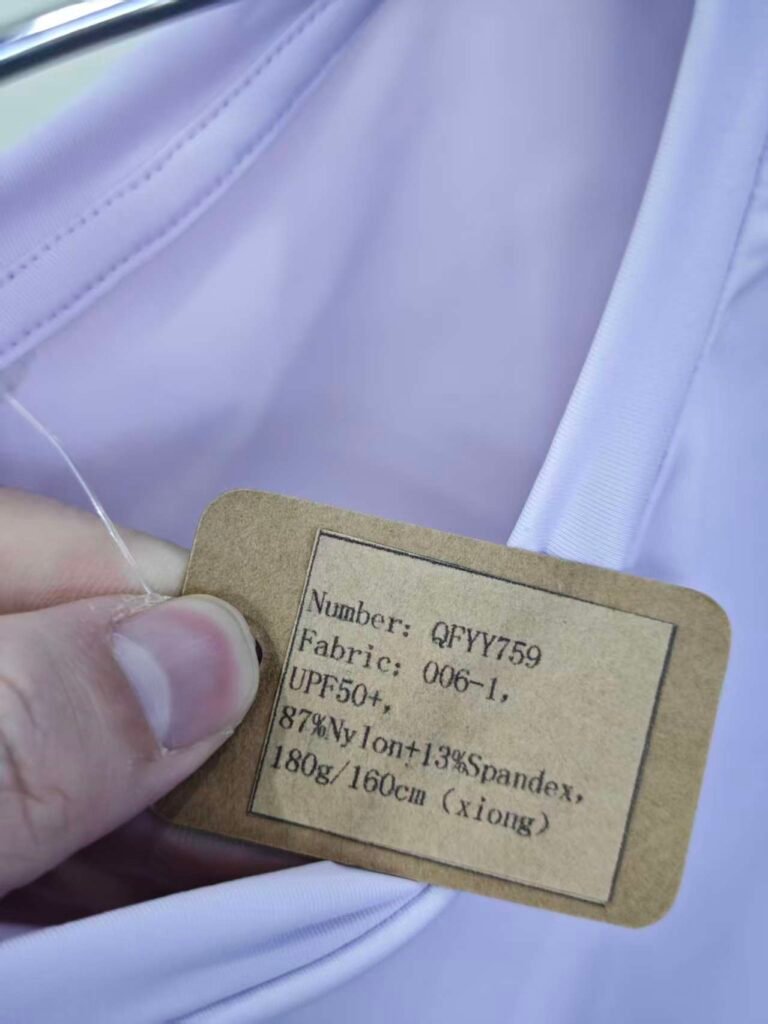 Number: QFYY759
Fabric: 006-1,
UPF50+,
87%Nylon+13%Spandex,
180g/160cm (xiong)